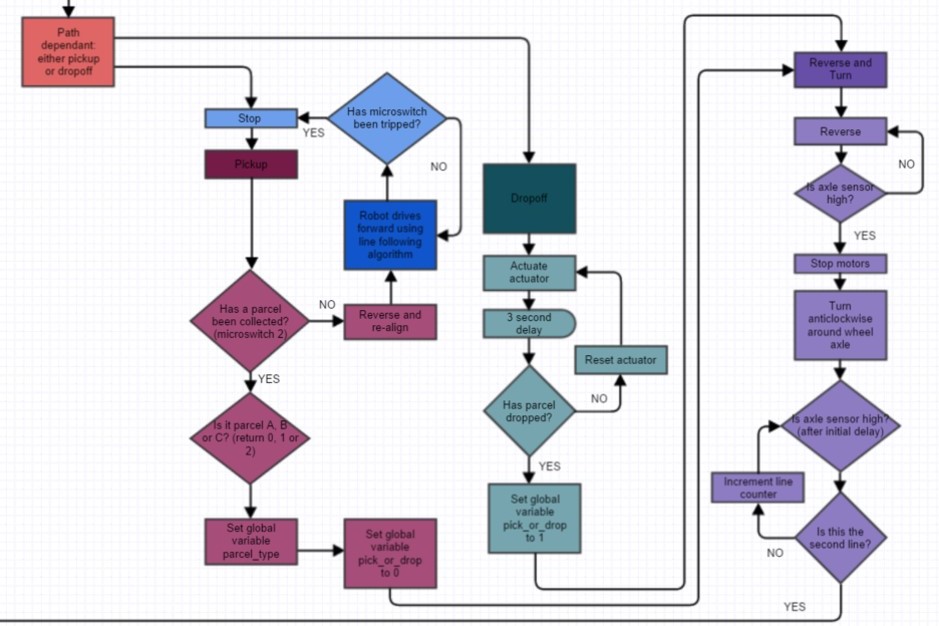 Path
dependant:
either pickup
or dropoff
Stop
Pickup
Has microswitch
been tripped?
YES
NO
Robot drives
forward using
line following
algorithm
Has a parcel
been collected?
(microswitch 2)
NO
Reverse and
re-align
YES
Is it parcel A, B
or C? (return 0, 1 or
2)
Set global
variable
parcel_type
Set global
variable
pick_or_drop
to 0
Dropoff
Actuate
actuator
3 second
delay
Reset actuator
Has parcel
dropped?
NO
YES
Set global
variable
pick_or_drop
to 1
Reverse and
Turn
Reverse
NO
Is axle sensor
high?
YES
Stop motors
Turn
anticlockwise
around wheel
axle
Is axle sensor high?
(after initial delay)
Increment line
counter
Is this the
second line?
NO
YES